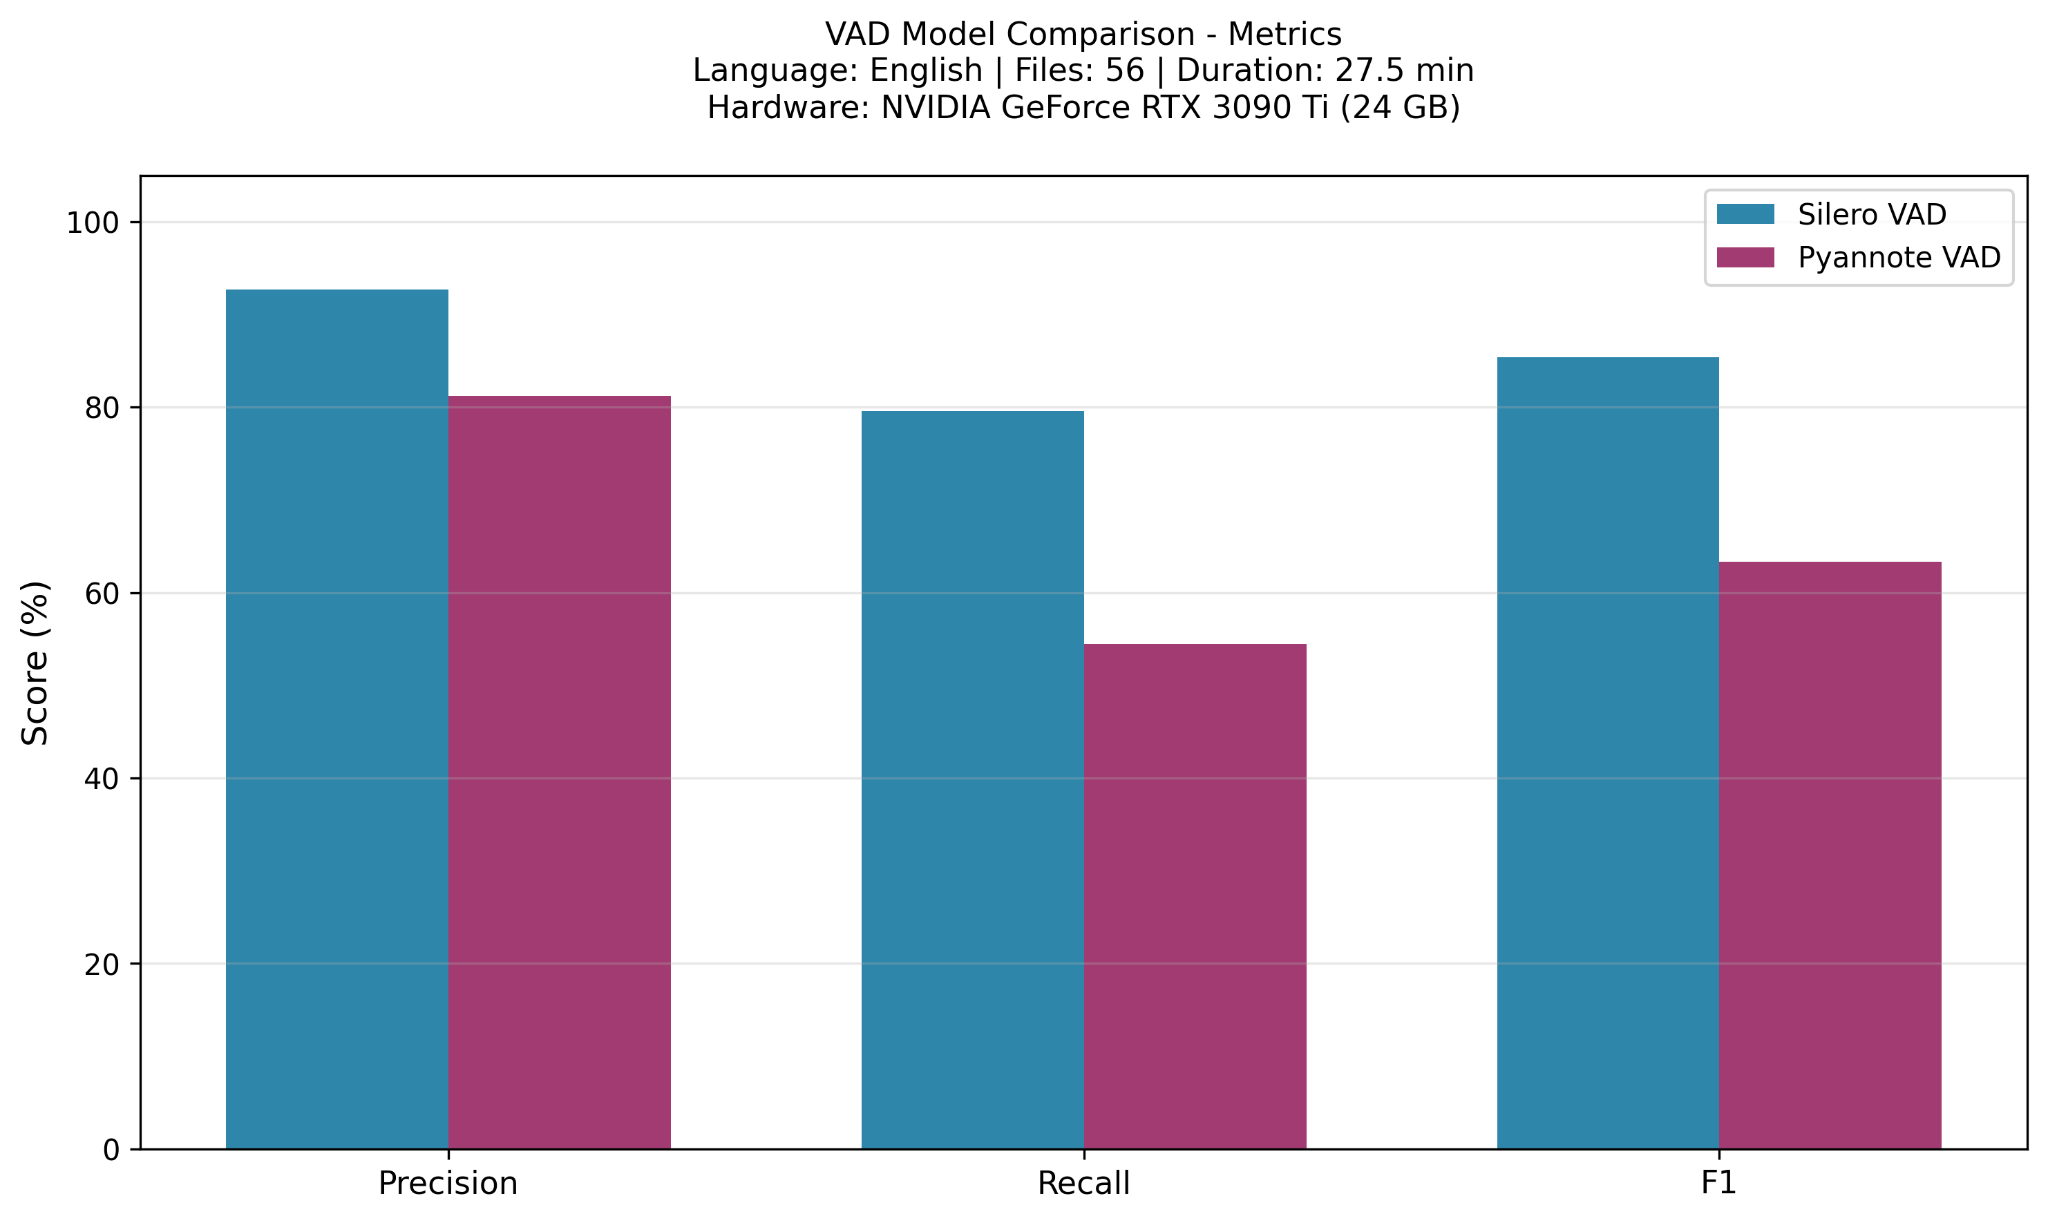 VAD Model Comparison - Metrics
Language: English | Files: 56 | Duration: 27.5 min
Hardware: NVIDIA GeForce RTX 3090 Ti (24 GB)
Silero VAD
Pyannote VAD
100
80
60
40
20
0
Score (%)
Precision
Recall
F1